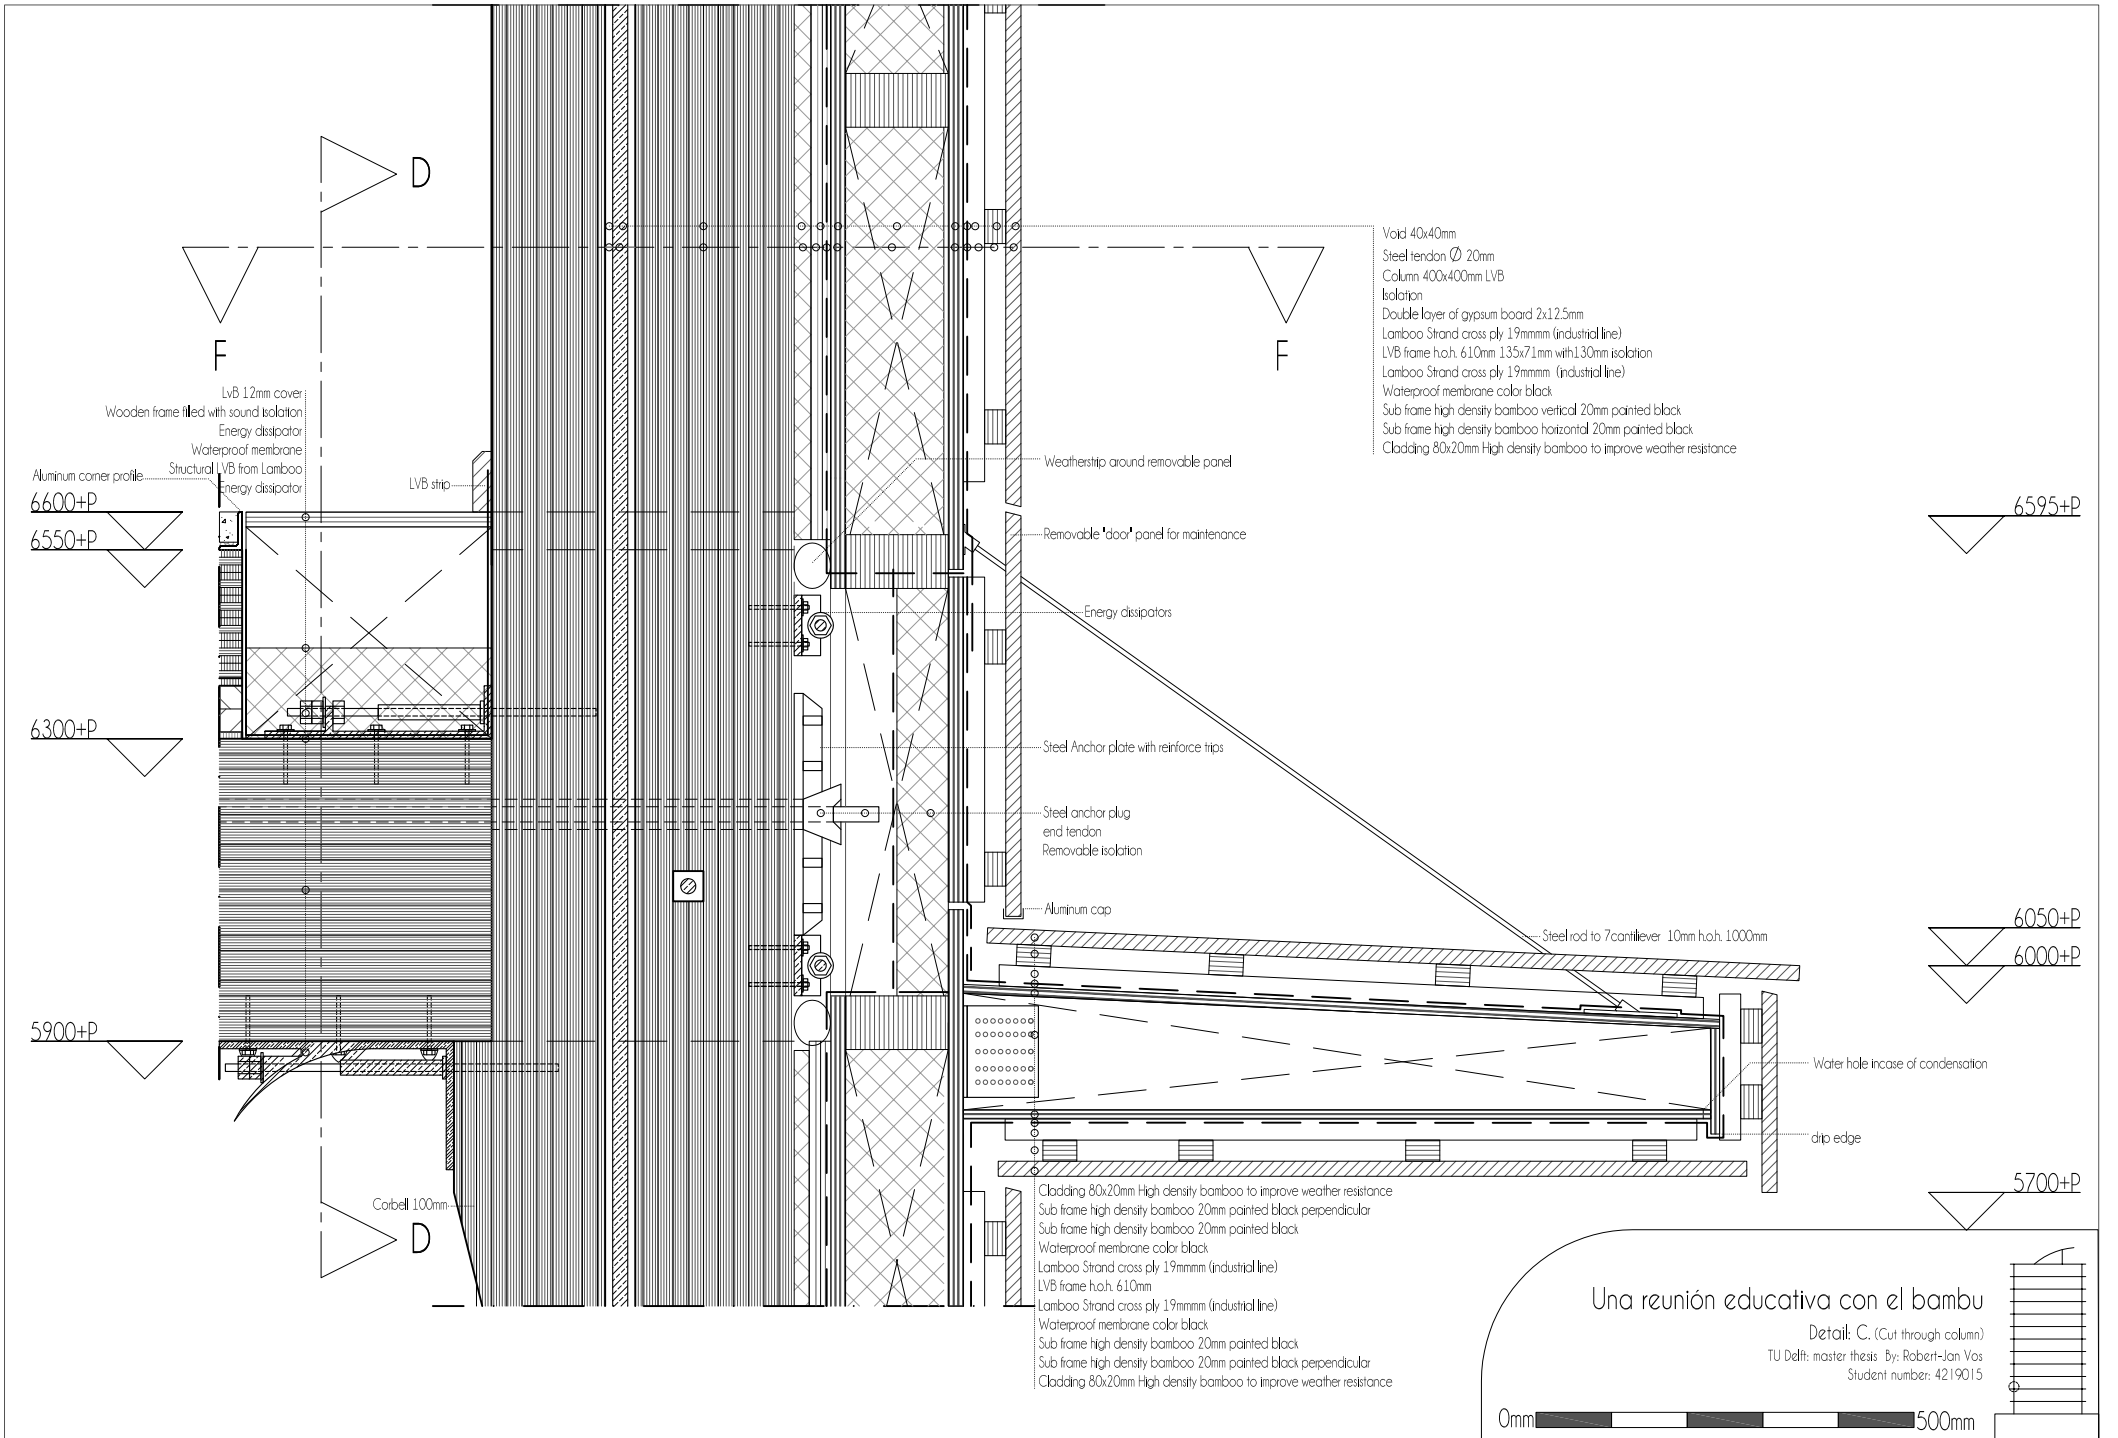 D
F
F
Void 40x40mm
Steel tendon Ø 20mm
Column 400x400mm LVB
Isolation
Double layer of gypsum board 2x12.5mm
Lamboo Strand cross ply 19mmmm (industrial line)
LVB frame h.o.h. 610mm 135x71mm with130mm isolation
Lamboo Strand cross ply 19mmmm (industrial line)
Waterproof membrane color black
Sub frame high density bamboo vertical 20mm painted black
Sub frame high density bamboo horizontal 20mm painted black
Cladding 80x20mm High density bamboo to improve weather resistance
LvB 12mm cover
Wooden frame filled with sound isolation
Energy dissipator
Waterproof membrane
Structural LVB from Lamboo
Energy dissipator
Aluminum corner profile
LVB strip
6600+P
6550+P
6300+P
5900+P
Weatherstrip around removable panel
Removable "door" panel for maintenance
Energy dissipators
Steel Anchor plate with reinforce trips
Steel anchor plug
end tendon
Removable isolation
Aluminum cap
Steel rod to 7cantiliever 10mm h.o.h. 1000mm
6595+P
6050+P
6000+P
5700+P
Water hole incase of condensation
drip edge
Corbell 100mm
D
Cladding 80x20mm High density bamboo to improve weather resistance
Sub frame high density bamboo 20mm painted black perpendicular
Sub frame high density bamboo 20mm painted black
Waterproof membrane color black
Lamboo Strand cross ply 19mmmm (industrial line)
LVB frame h.o.h. 610mm
Lamboo Strand cross ply 19mmmm (industrial line)
Waterproof membrane color black
Sub frame high density bamboo 20mm painted black
Sub frame high density bamboo 20mm painted black perpendicular
Cladding 80x20mm High density bamboo to improve weather resistance
Una reunión educativa con el bambu
Detail: C. (Cut through column)
TU Delft: master thesis By: Robert-Jan Vos
Student number: 4219015
0mm 500mm